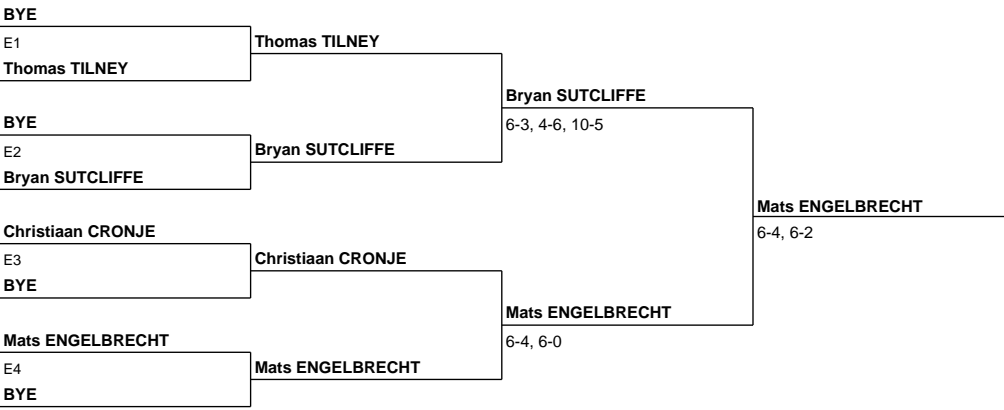 BYE
E1
Thomas TILNEY
BYE
E2
Bryan SUTCLIFFE
Christiaan CRONJE
E3
BYE
Mats ENGELBRECHT
E4
BYE
Thomas TILNEY
Bryan SUTCLIFFE
Christiaan CRONJE
Mats ENGELBRECHT
Bryan SUTCLIFFE
6-3, 4-6, 10-5
Mats ENGELBRECHT
6-4, 6-0
Mats ENGELBRECHT
6-4, 6-2